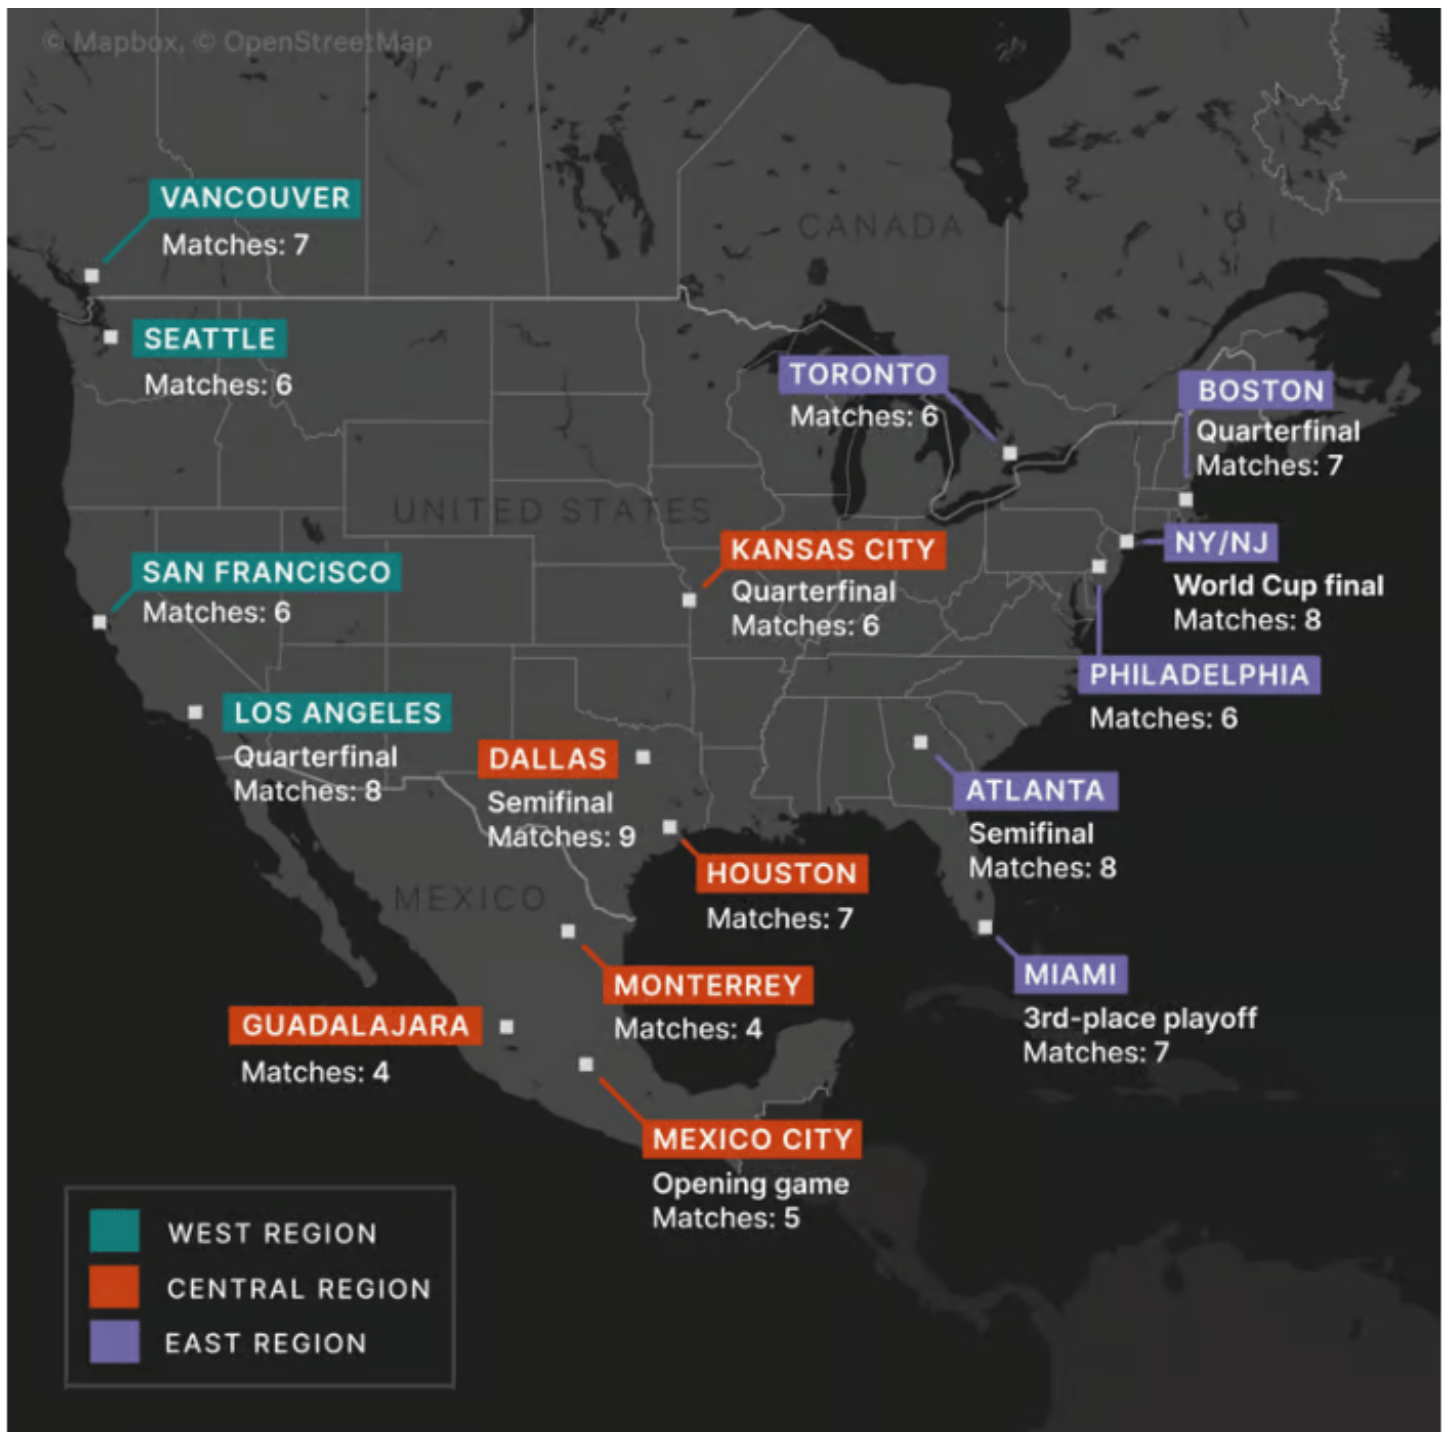 © Mapbox, © OpenStreetMap
VANCOUVER
Matches: 7
CANADA
SEATTLE
Matches: 6
TORONTO
Matches: 6
BOSTON
Quarterfinal
Matches: 7
UNITED STATES
KANSAS CITY
Quarterfinal
Matches: 6
NY/NJ
World Cup final
Matches: 8
SAN FRANCISCO
Matches: 6
PHILADELPHIA
Matches: 6
LOS ANGELES
Quarterfinal
Matches: 8
DALLAS
Semifinal
Matches: 9
ATLANTA
Semifinal
Matches: 8
HOUSTON
Matches: 7
MEXICO
MONTERREY
Matches: 4
MIAMI
3rd-place playoff
Matches: 7
GUADALAJARA
Matches: 4
MEXICO CITY
Opening game
Matches: 5
WEST REGION
CENTRAL REGION
EAST REGION